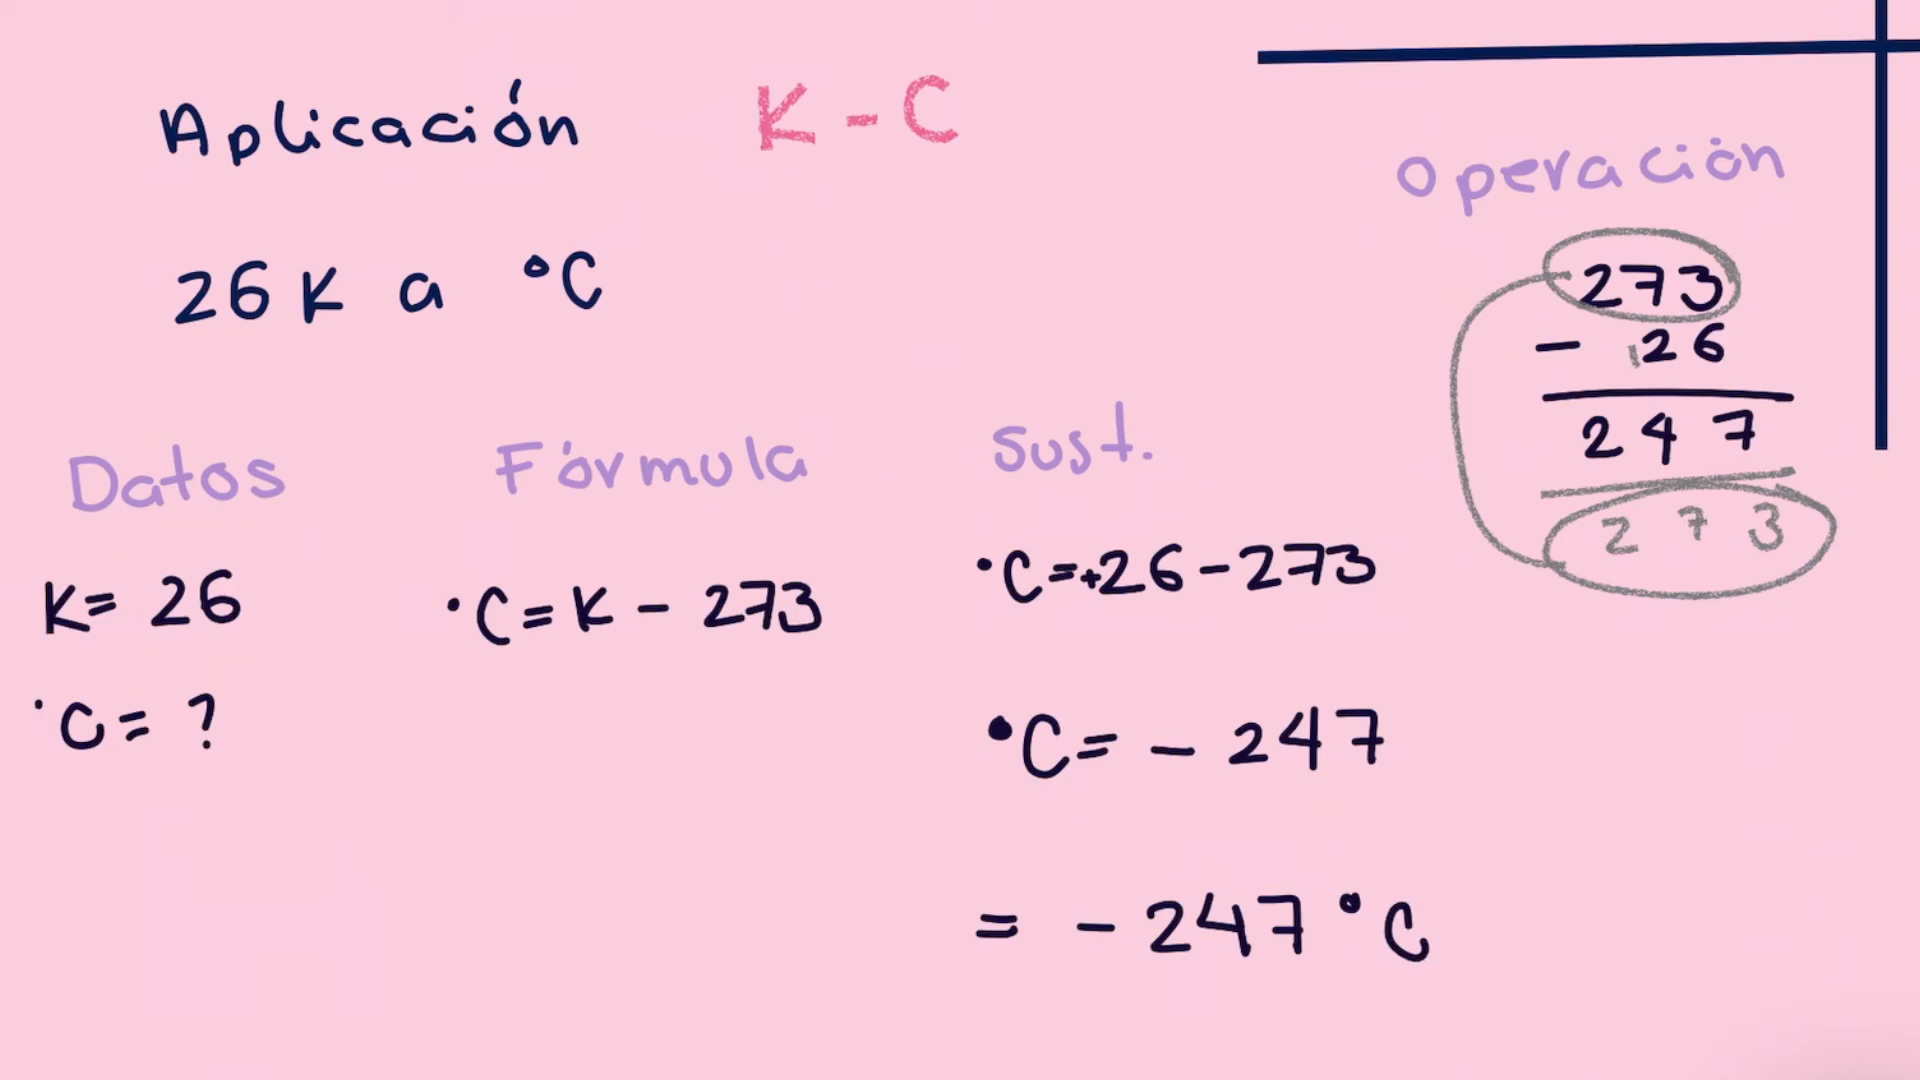 Aplicación K - C
26 K a °C
Datos
K= 26
°C= ?
Fórmula
°C= K - 273
Sust.
°C=+26-273
°C= - 247
= - 247 °C
Operación
273
- 26
247
273